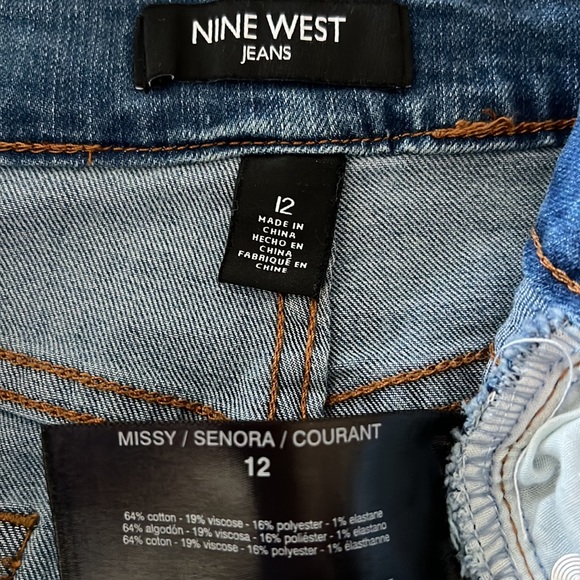 NINE WEST
JEANS
12
MADE IN
CHINA
HECHO EN
CHINA
FABRIQUÉ EN
CHINE
MISSY / SENORA / COURANT
12
64% cotton - 19% viscose - 16% polyester - 1% elastane
64% algodón - 19% viscosa - 16% poliéster - 1% elastano
64% coton - 19% viscose - 16% polyester - 1% élasthanne